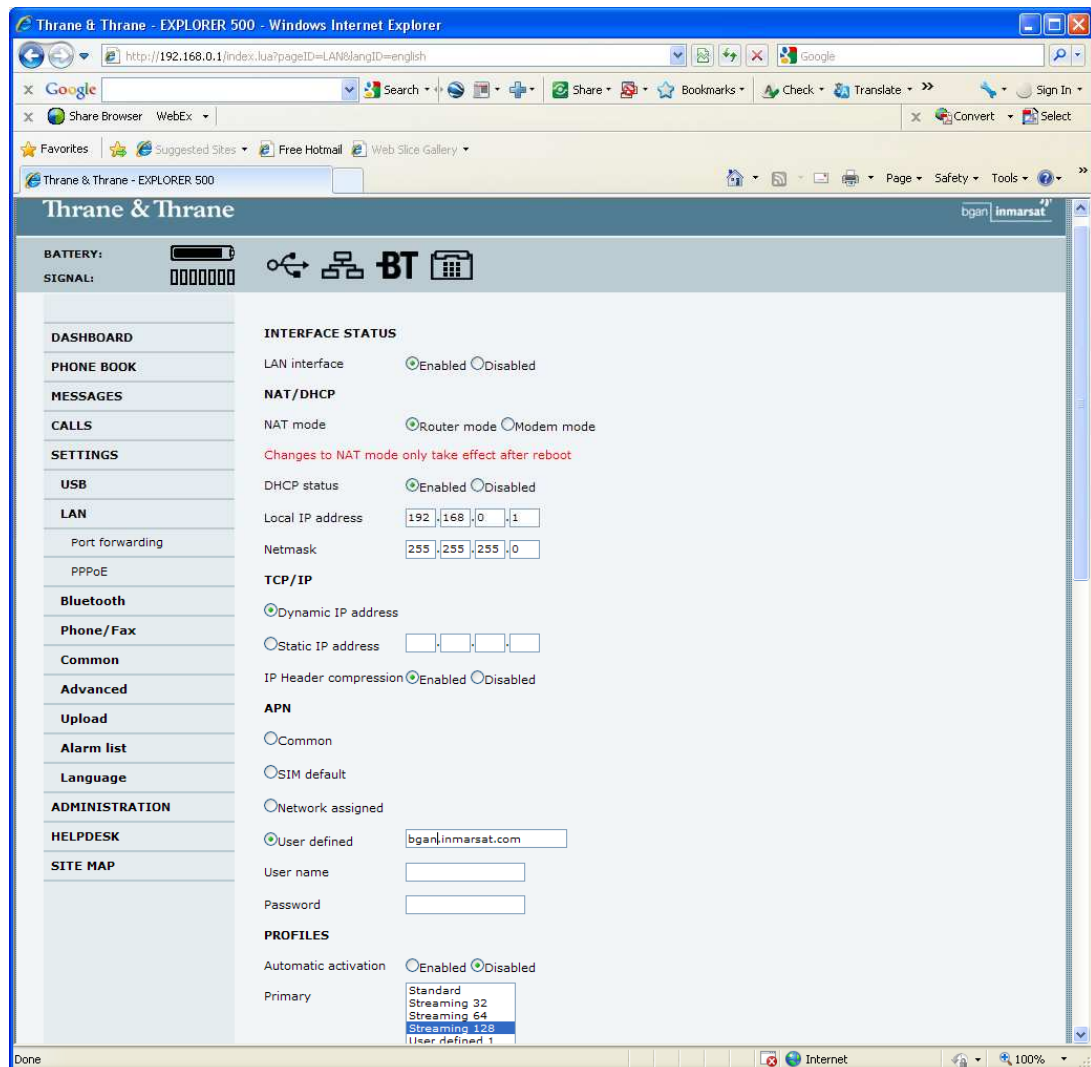 Thrane & Thrane - EXPLORER 500 - Windows Internet Explorer
http://192.168.0.1/index.lua?pageID=LAN&langID=english
Google
x Google Search Share Bookmarks Check Translate >> Sign In
x Share Browser WebEx x Convert Select
Favorites Suggested Sites Free Hotmail Web Slice Gallery
Thrane & Thrane - EXPLORER 500 Page Safety Tools >>
Thrane & Thrane bgan inmarsat
BATTERY:
SIGNAL:
BT
DASHBOARD
PHONE BOOK
MESSAGES
CALLS
SETTINGS
USB
LAN
Port forwarding
PPPoE
Bluetooth
Phone/Fax
Common
Advanced
Upload
Alarm list
Language
ADMINISTRATION
HELPDESK
SITE MAP
INTERFACE STATUS
LAN interface Enabled Disabled
NAT/DHCP
NAT mode Router mode Modem mode
Changes to NAT mode only take effect after reboot
DHCP status Enabled Disabled
Local IP address 192 . 168 . 0 . 1
Netmask 255 . 255 . 255 . 0
TCP/IP
Dynamic IP address
Static IP address . . .
IP Header compression Enabled Disabled
APN
Common
SIM default
Network assigned
User defined bgan.inmarsat.com
User name
Password
PROFILES
Automatic activation Enabled Disabled
Primary Standard
Streaming 32
Streaming 64
Streaming 128
User defined 1
Done Internet 100%